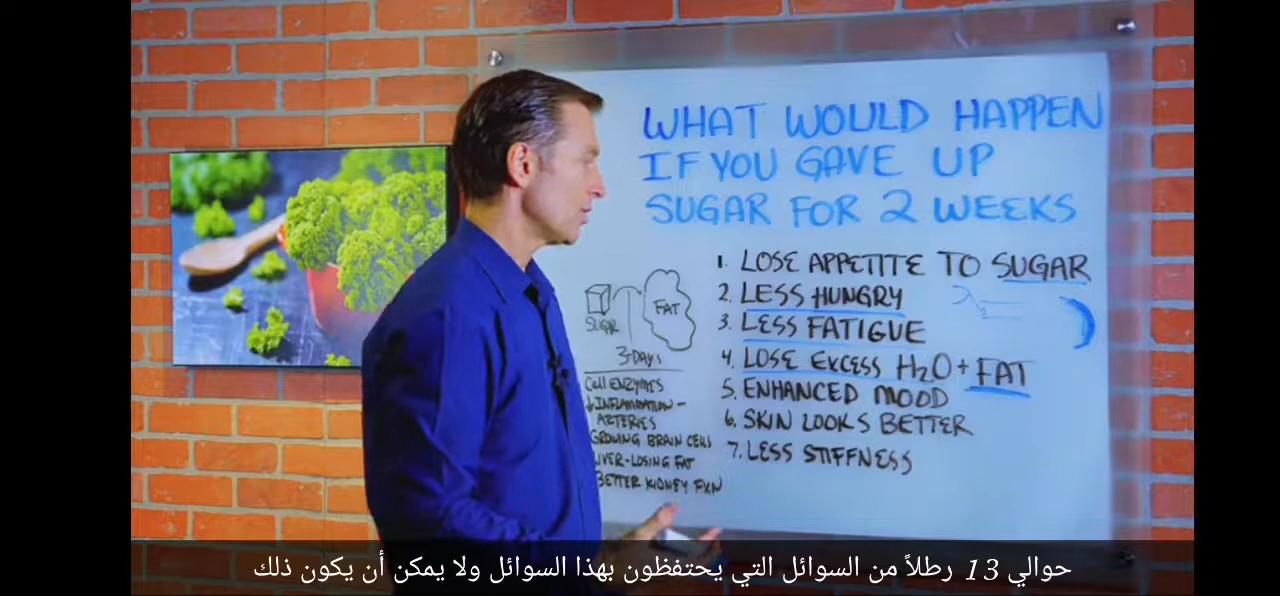 WHAT WOULD HAPPEN
IF YOU GAVE UP
SUGAR FOR 2 WEEKS
1. LOSE APPETITE TO SUGAR
2. LESS HUNGRY
3. LESS FATIGUE
4. LOSE EXCESS H2O + FAT
5. ENHANCED MOOD
6. SKIN LOOKS BETTER
7. LESS STIFFNESS
SUGAR
FAT
3-DAYS
CELL ENZYMES
↓INFLAMMATION-
ARTERIES
GROWING BRAIN CELLS
LIVER-LOSING FAT
BETTER KIDNEY FXN
حوالي 13 رطلاً من السوائل التي يحتفظون بهذا السوائل ولا يمكن أن يكون ذلك